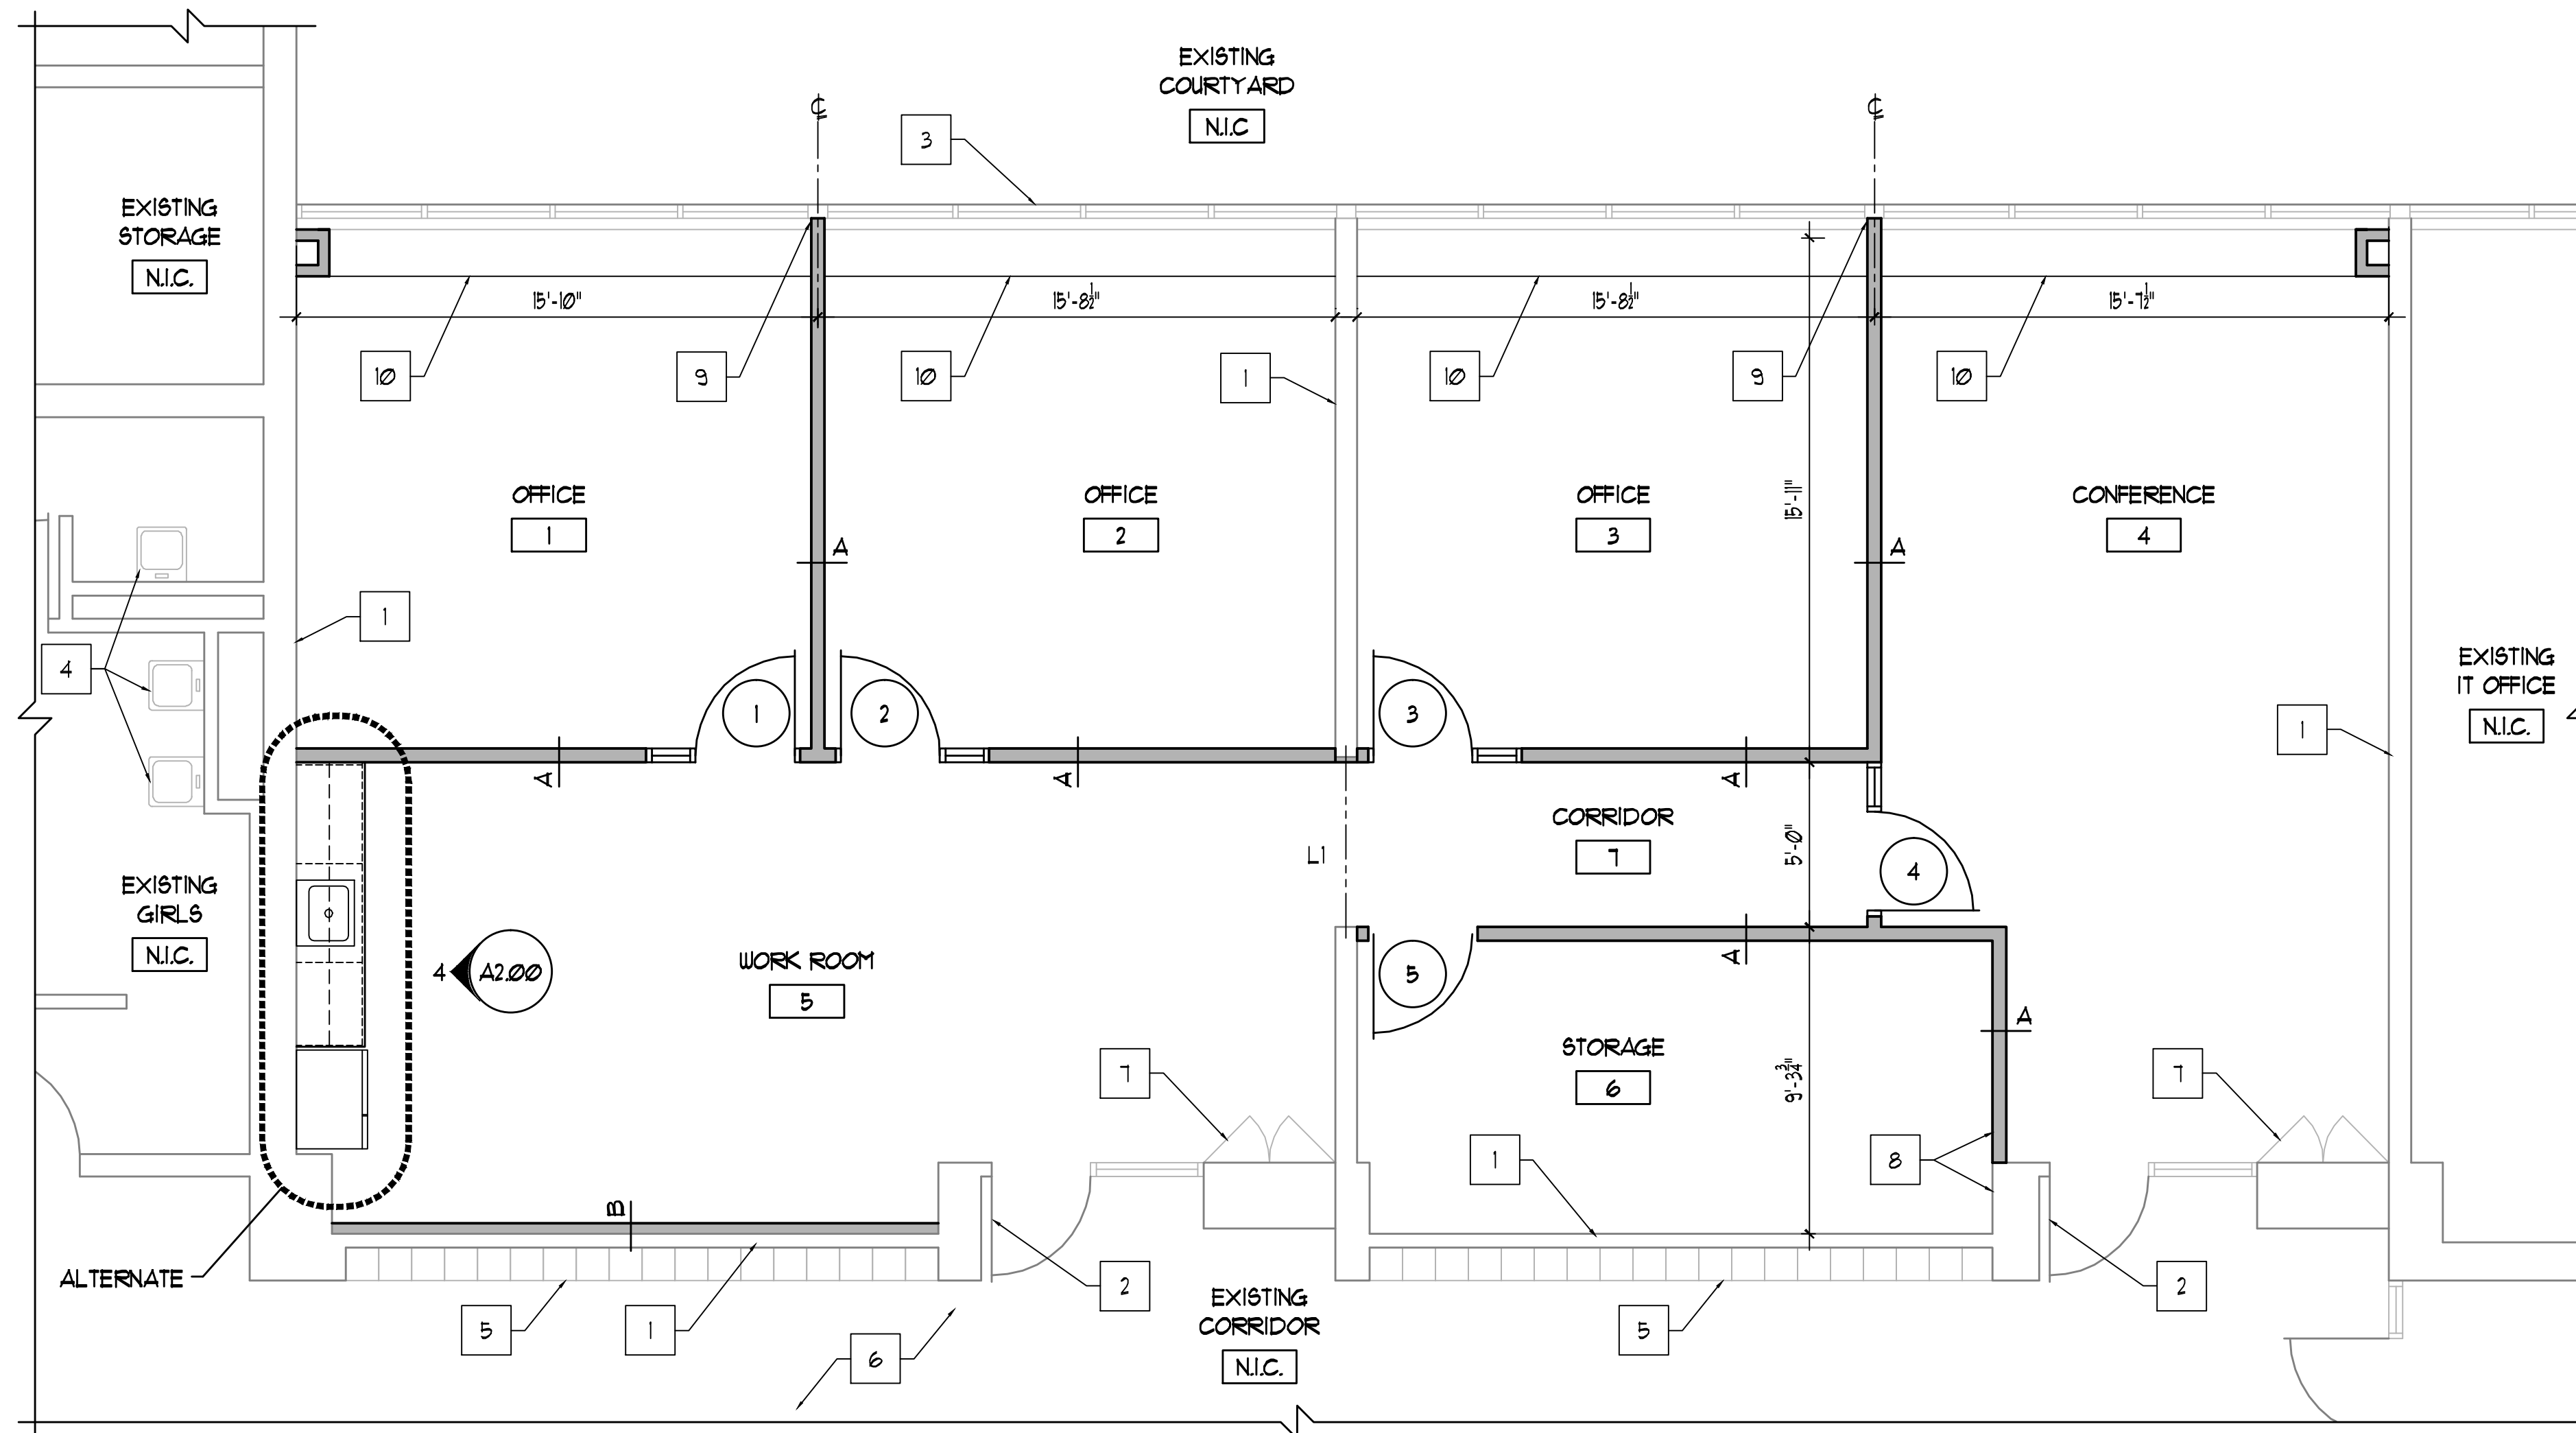 EXISTING
COURTYARD
N.I.C
℄
℄
3
EXISTING
STORAGE
N.I.C.
15'-10"
15'-8½"
15'-8½"
15'-7½"
10
9
10
1
10
9
10
OFFICE
1
OFFICE
2
OFFICE
3
15'-11"
CONFERENCE
4
A
A
1
4
EXISTING
IT OFFICE
N.I.C.
1
2
3
1
A
A
A
CORRIDOR
7
L1
5'-0"
4
EXISTING
GIRLS
N.I.C.
4
A2.00
WORK ROOM
5
5
A
STORAGE
6
9'-3¾"
A
7
7
1
8
B
ALTERNATE
2
2
5
1
6
EXISTING
CORRIDOR
N.I.C.
5